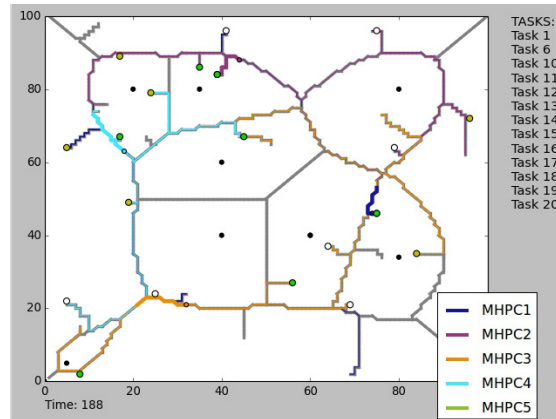 100
80
60
40
20
0
0
20
40
60
80
Time: 188
TASKS:
Task 1
Task 6
Task 10
Task 11
Task 12
Task 13
Task 14
Task 15
Task 16
Task 17
Task 18
Task 19
Task 20
MHPC1
MHPC2
MHPC3
MHPC4
MHPC5